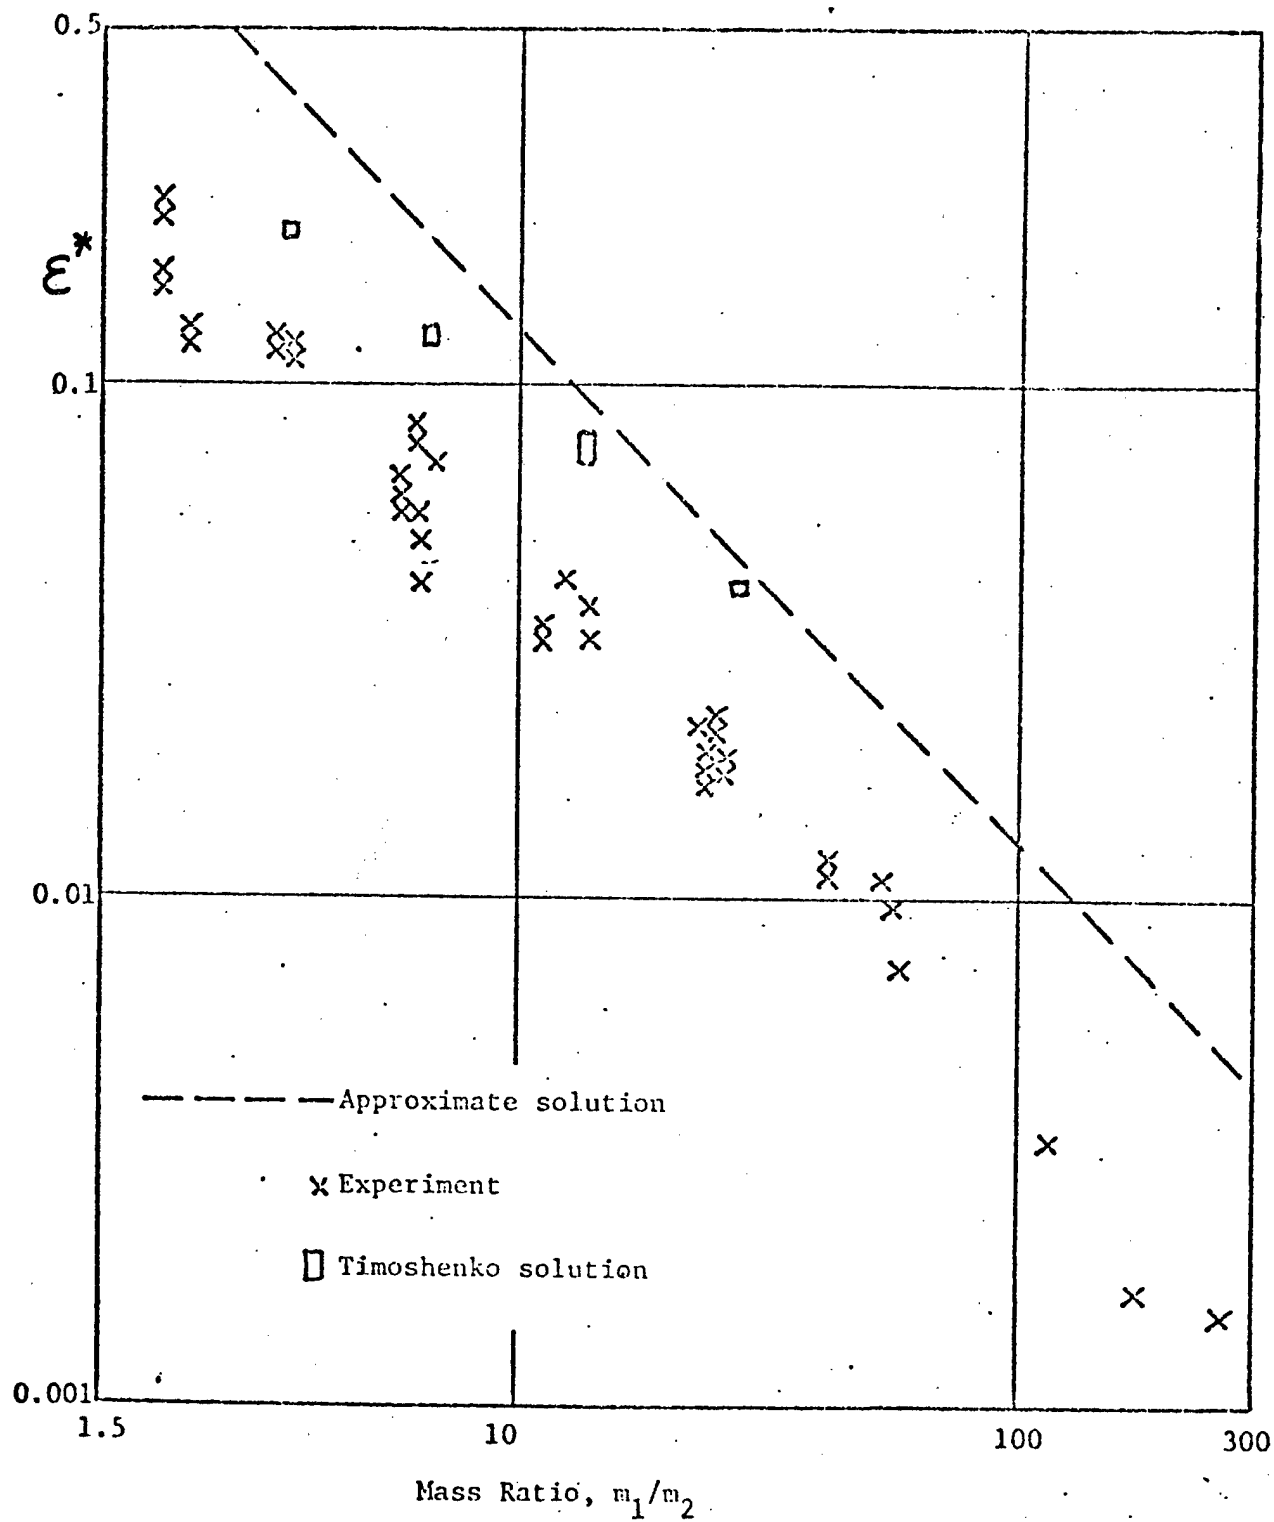 0.5
ε*
0.1
0.01
Approximate solution
x Experiment
Timoshenko solution
0.001
1.5
10
100
300
Mass Ratio, m1/m2